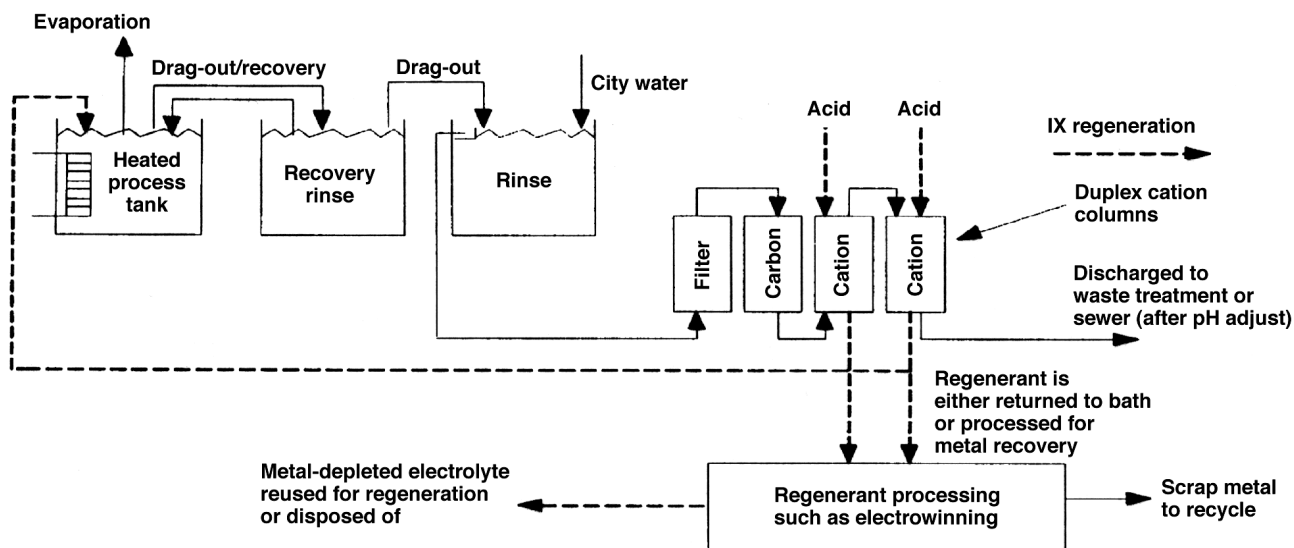 Evaporation
Drag-out/recovery
Drag-out
City water
Heated
process
tank
Recovery
rinse
Rinse
Acid
Acid
IX regeneration
Duplex cation
columns
Filter
Carbon
Cation
Cation
Discharged to
waste treatment or
sewer (after pH adjust)
Regenerant is
either returned to bath
or processed for
metal recovery
Metal-depleted electrolyte
reused for regeneration
or disposed of
Regenerant processing
such as electrowinning
Scrap metal
to recycle